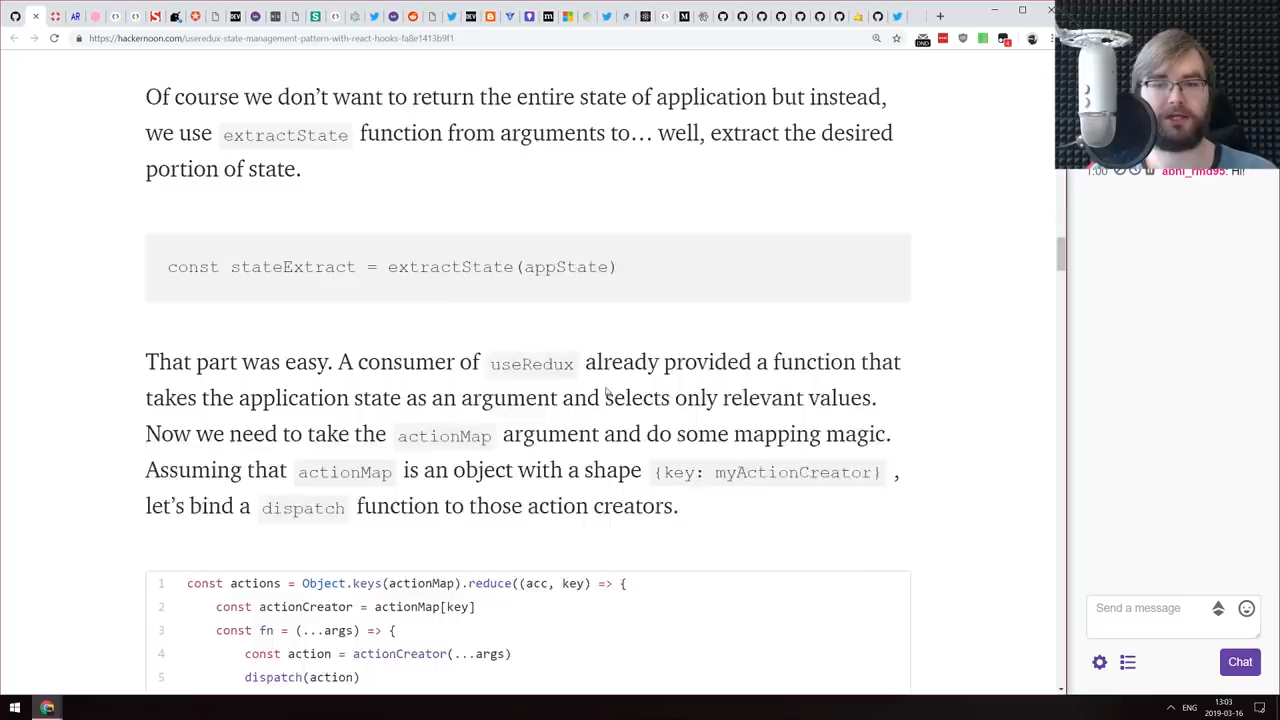 https://hackernoon.com/useredux-state-management-pattern-with-react-hooks-fa8e1413b9f1
DND
Of course we don't want to return the entire state of application but instead,
we use extractState function from arguments to… well, extract the desired
portion of state.
const stateExtract = extractState(appState)
That part was easy. A consumer of useRedux already provided a function that
takes the application state as an argument and selects only relevant values.
Now we need to take the actionMap argument and do some mapping magic.
Assuming that actionMap is an object with a shape {key: myActionCreator} ,
let's bind a dispatch function to those action creators.
1 const actions = Object.keys(actionMap).reduce((acc, key) => {
2 const actionCreator = actionMap[key]
3 const fn = (...args) => {
4 const action = actionCreator(...args)
5 dispatch(action)
1:00 abhi_rmd95: Hi!
Send a message
Chat
ENG
13:03
2019-03-16